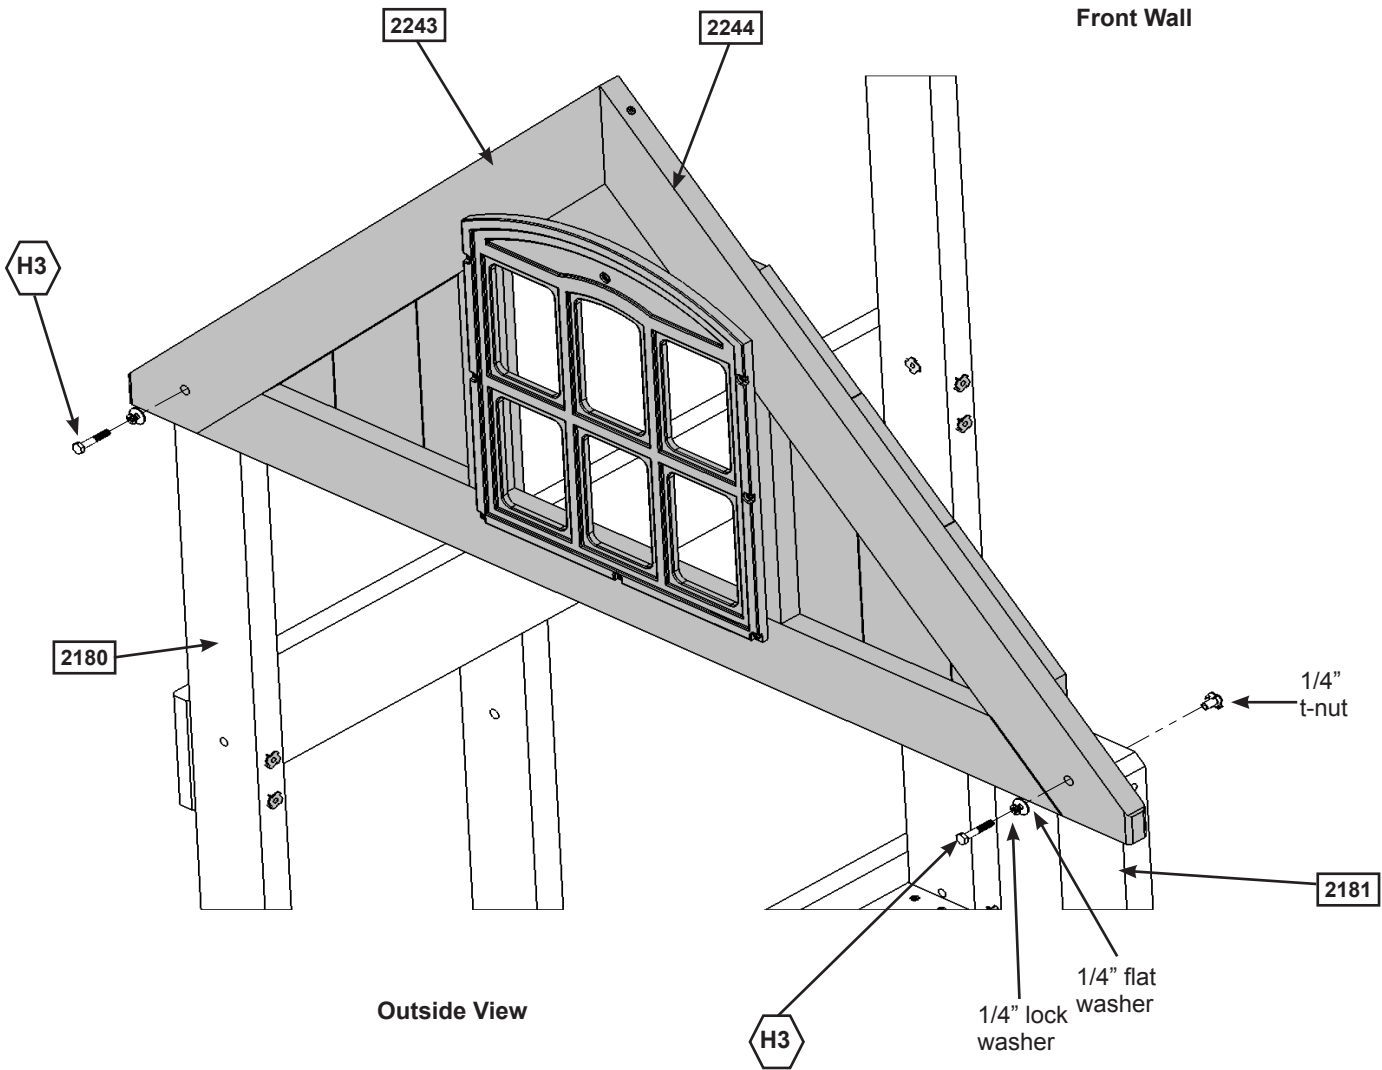 Front Wall
2243
2244
H3
2180
1/4”
t-nut
2181
1/4” flat
washer
1/4” lock
washer
H3
Outside View